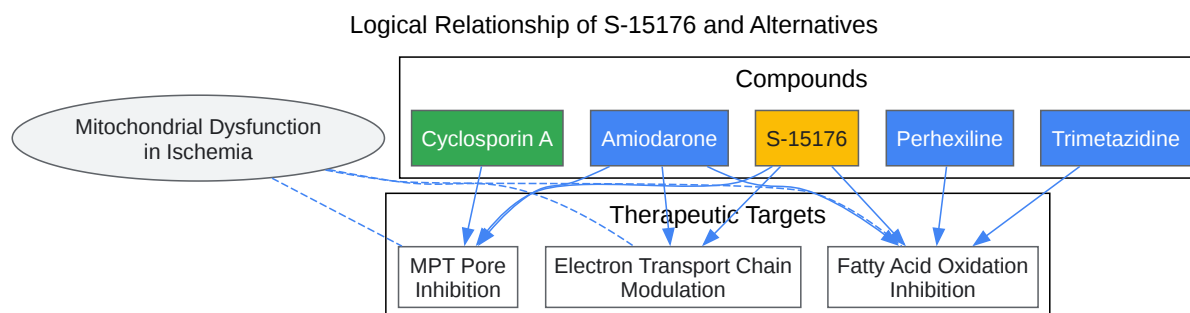 Logical Relationship of S-15176 and Alternatives
Compounds
Mitochondrial Dysfunction
in Ischemia
Cyclosporin A
Amiodarone
S-15176
Perhexiline
Trimetazidine
Therapeutic Targets
MPT Pore
Inhibition
Electron Transport Chain
Modulation
Fatty Acid Oxidation
Inhibition